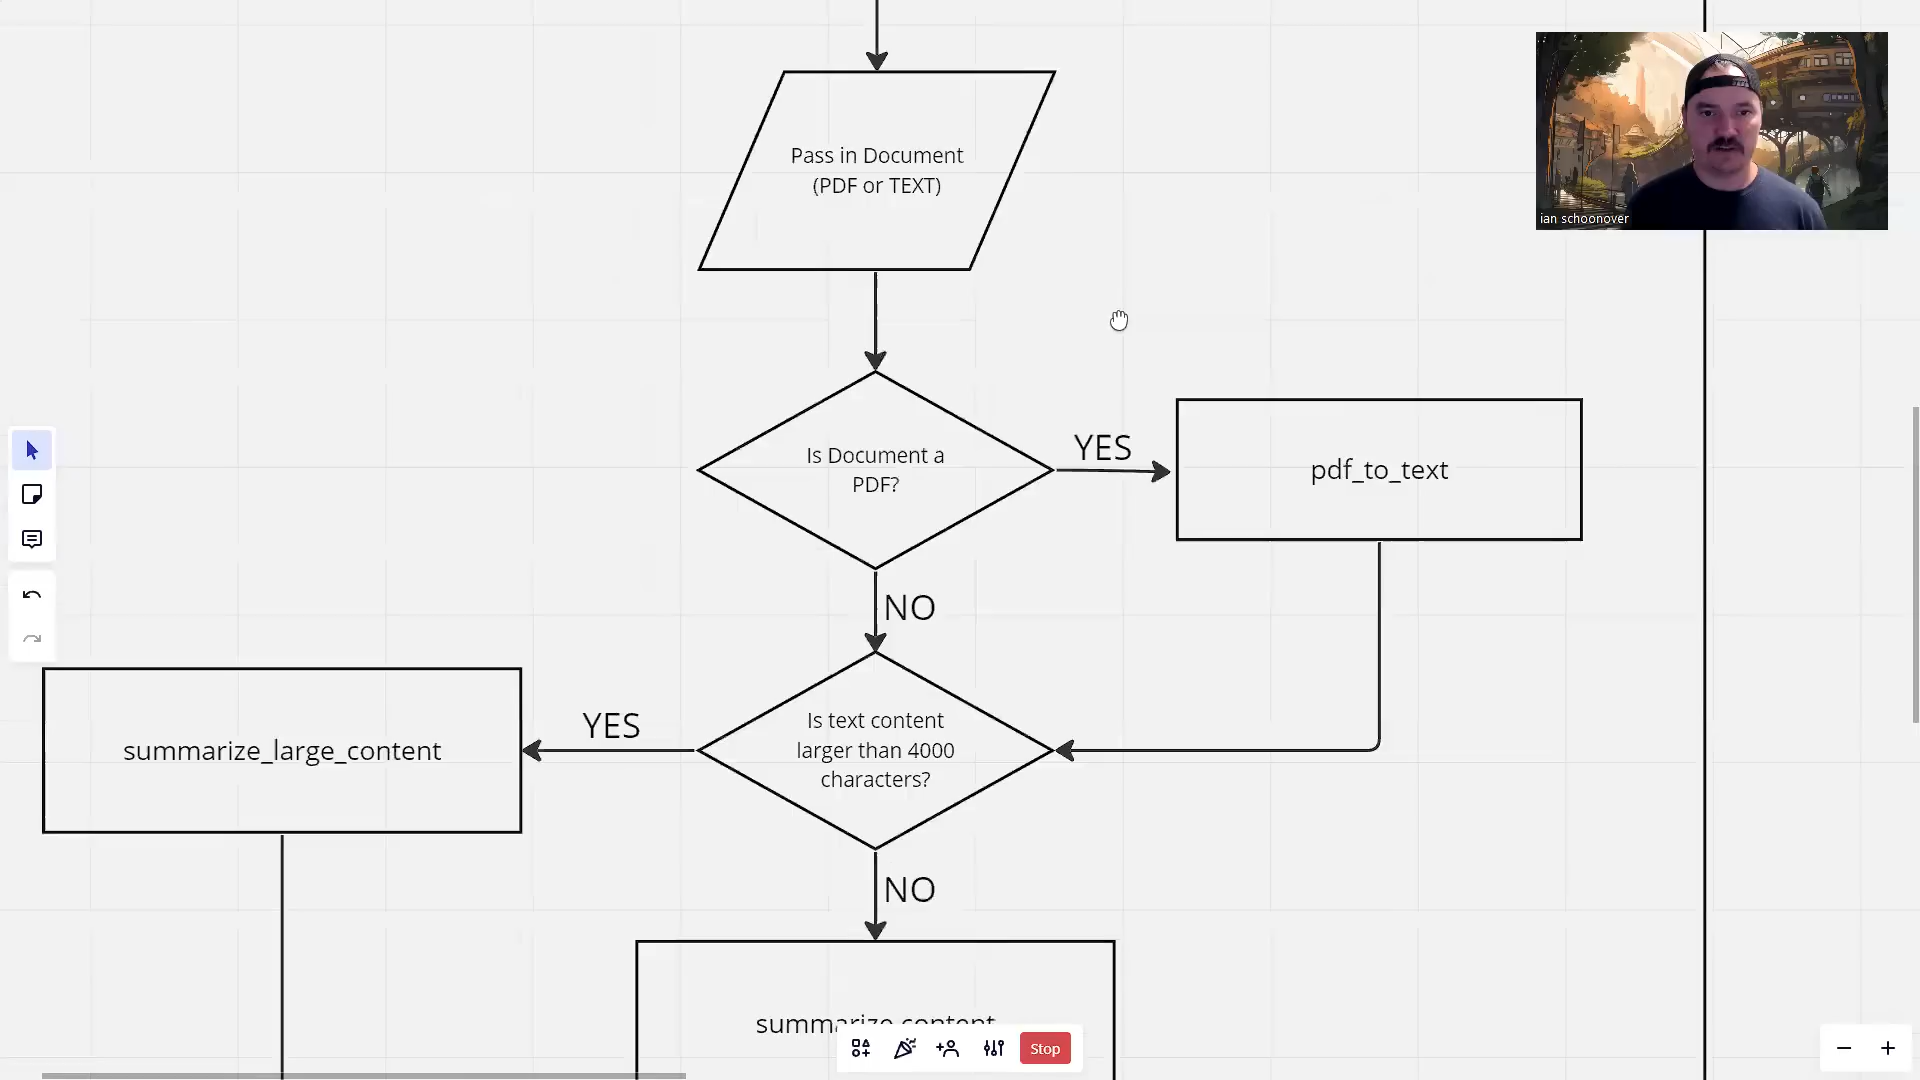 Pass in Document
(PDF or TEXT)
ian schoonover
Is Document a
PDF?
YES
pdf_to_text
NO
summarize_large_content
YES
Is text content
larger than 4000
characters?
NO
summarize_content
Stop